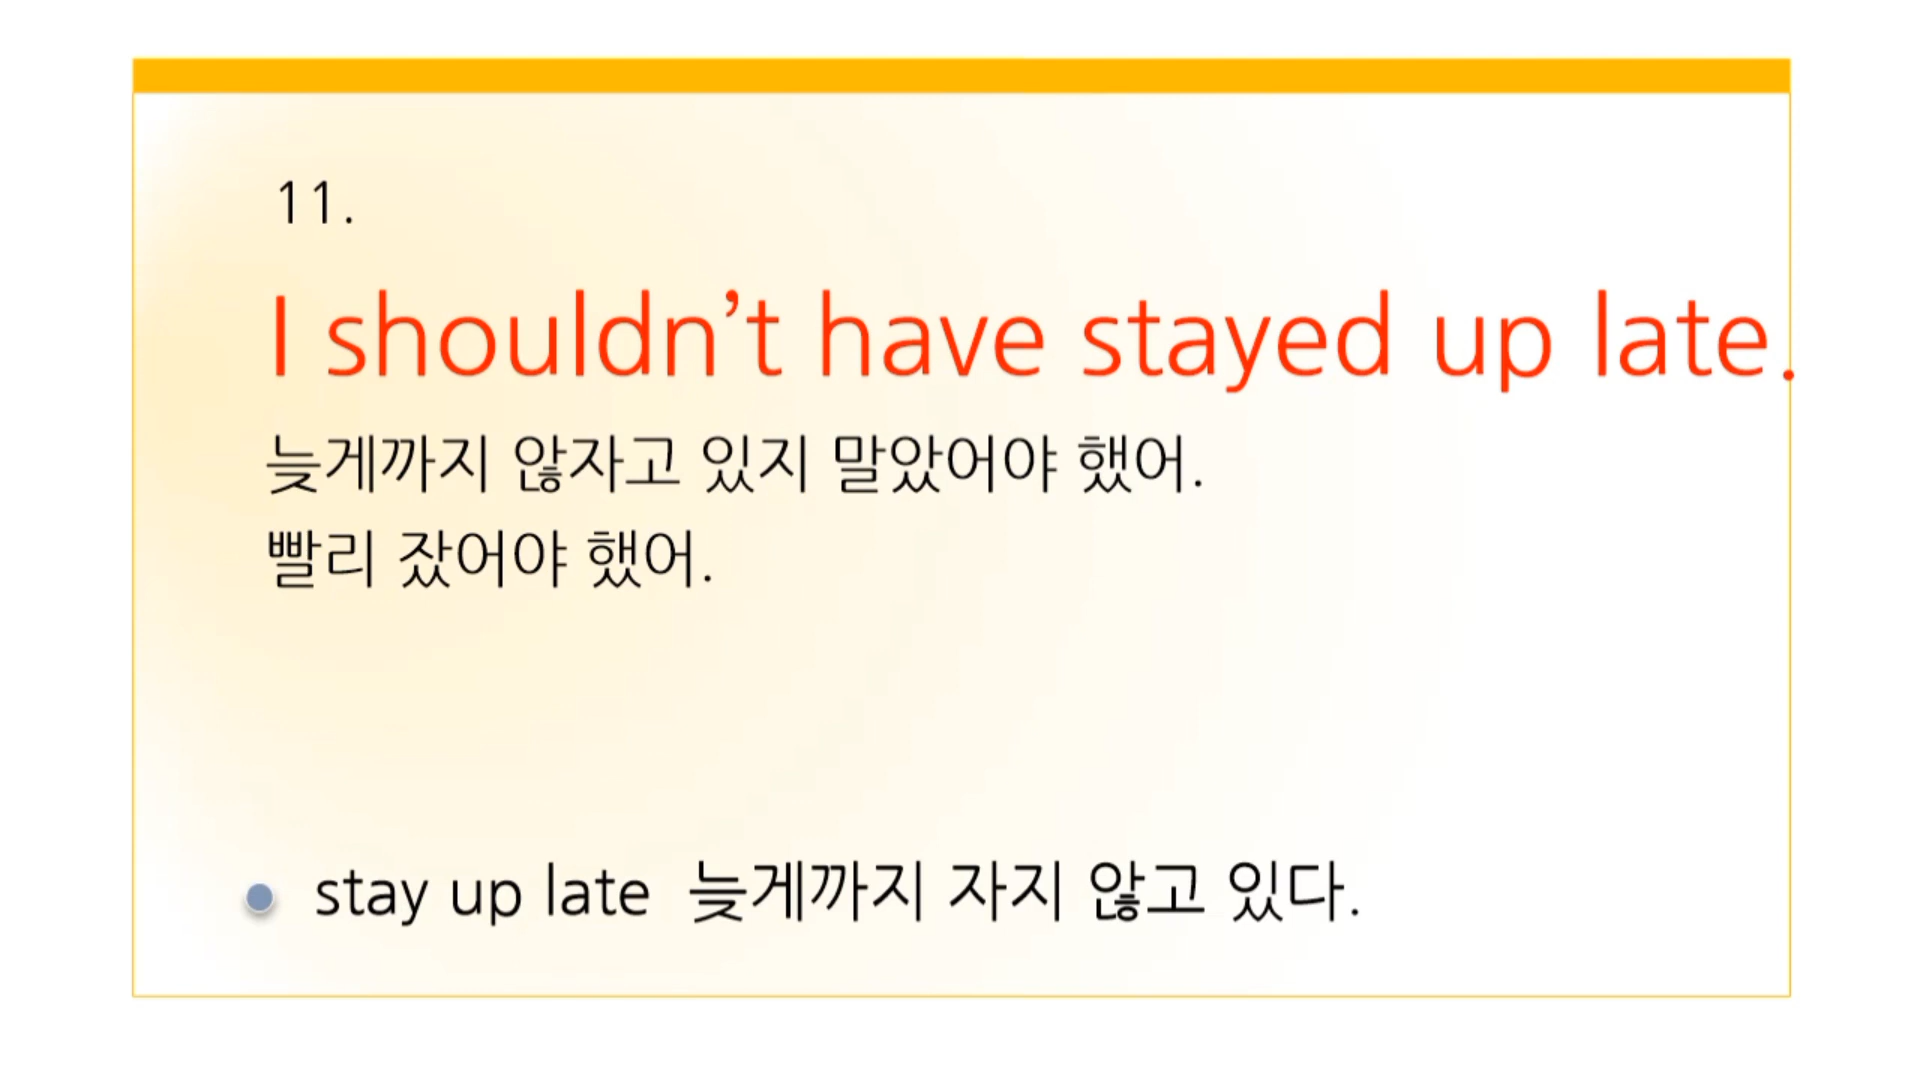 11.
I shouldn’t have stayed up late.
늦게까지 않자고 있지 말았어야 했어.
빨리 잤어야 했어.
stay up late 늦게까지 자지 않고 있다.